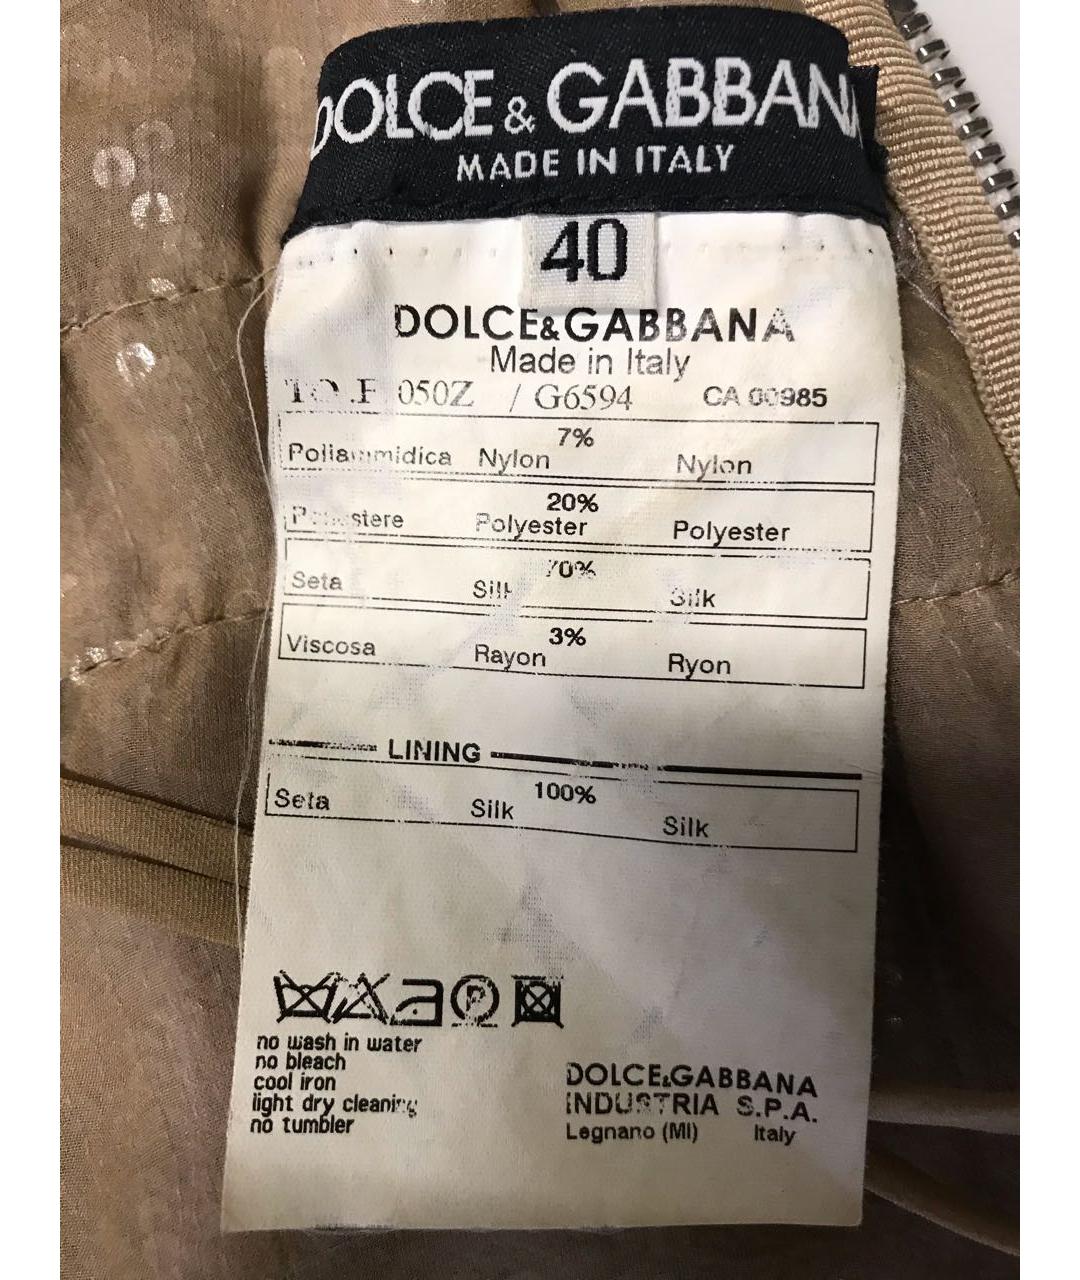 DOLCE & GABBANA
MADE IN ITALY
40
DOLCE&GABBANA
Made in Italy
050Z / G6594 CA 00985
7%
Poliammidica Nylon Nylon
20%
Polyester Polyester
70%
Seta Silk Silk
3%
Viscosa Rayon Ryon
LINING
100%
Seta Silk Silk
P
no wash in water
no bleach
cool iron
light dry cleaning
no tumbler
DOLCE&GABBANA
INDUSTRIA S.P.A.
Legnano (MI) Italy